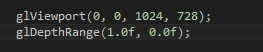 glViewport(0, 0, 1024, 728);
glDepthRange(1.0f, 0.0f);